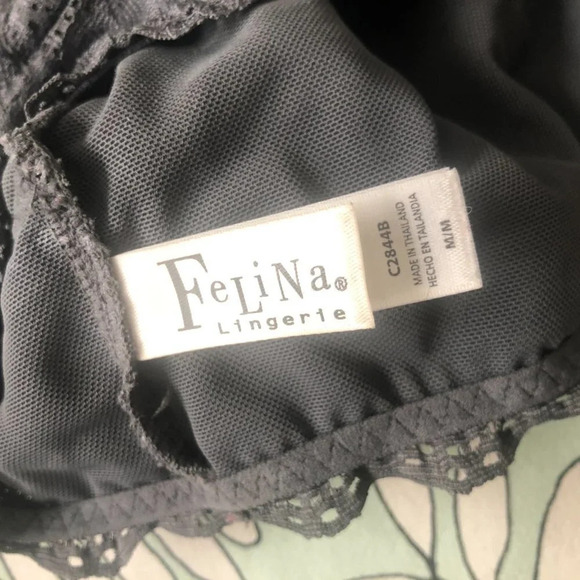 FeLiNa®
Lingerie
C2844B
MADE IN THAILAND
HECHO EN TAILANDIA
M/M